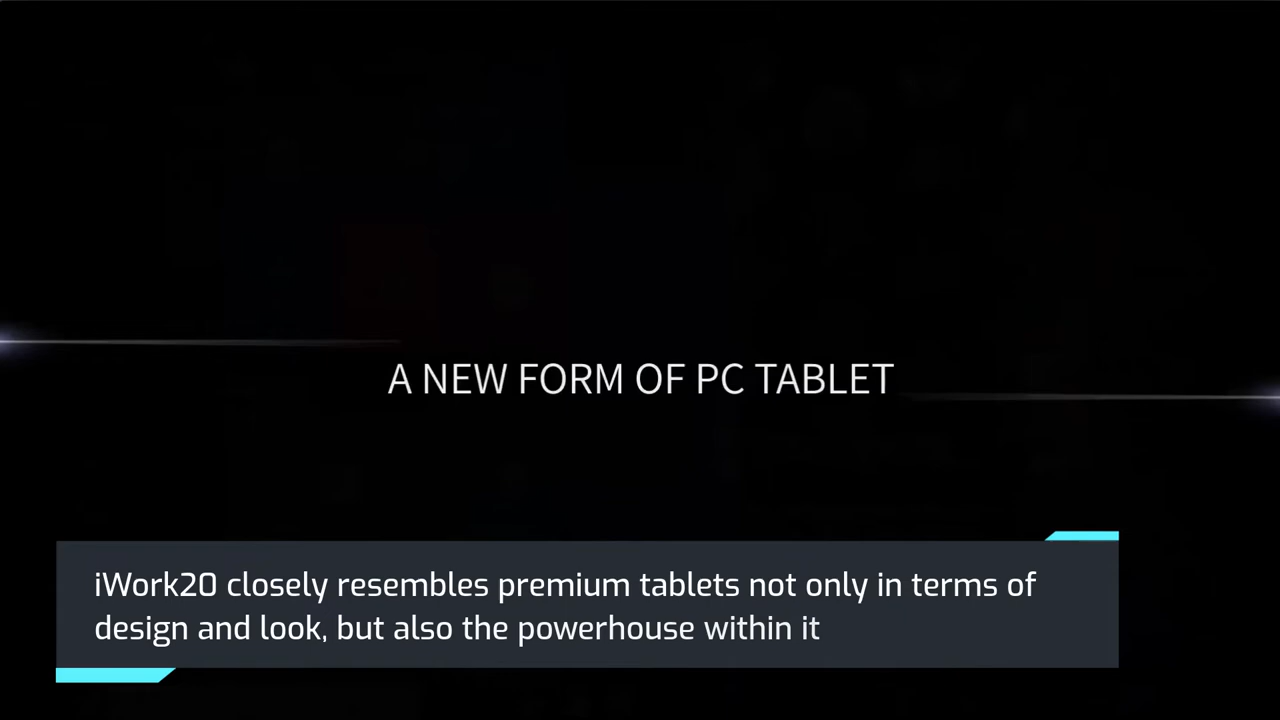 A NEW FORM OF PC TABLET
iWork20 closely resembles premium tablets not only in terms of
design and look, but also the powerhouse within it